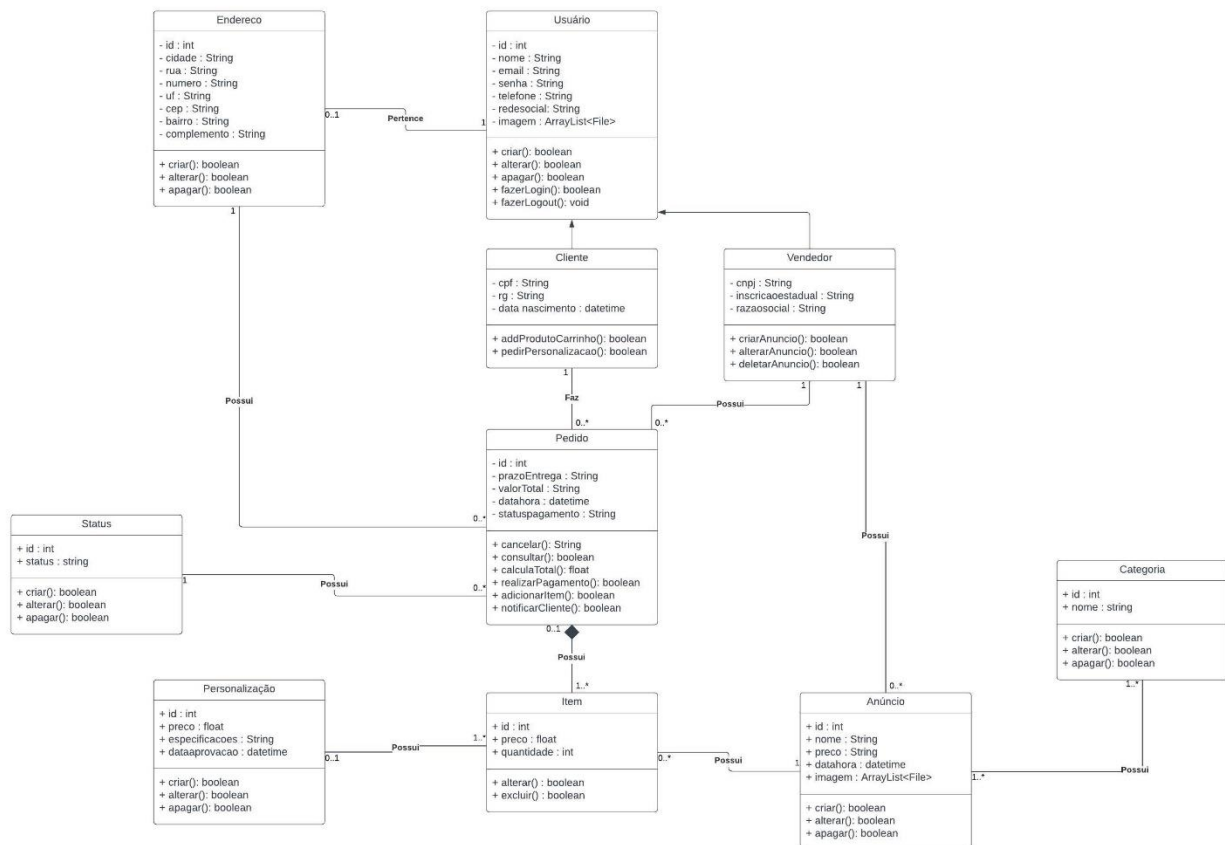 Endereco
- id : int
- cidade : String
- rua : String
- numero : String
- uf : String
- cep : String
- bairro : String
- complemento : String
+ criar(): boolean
+ alterar(): boolean
+ apagar(): boolean
0..1
Pertence
1
Usuário
- id : int
- nome : String
- email : String
- senha : String
- telefone : String
- redesocial: String
- imagem : ArrayList<File>
+ criar(): boolean
+ alterar(): boolean
+ apagar(): boolean
+ fazerLogin(): boolean
+ fazerLogout(): void
Cliente
- cpf : String
- rg : String
- data nascimento : datetime
+ addProdutoCarrinho(): boolean
+ pedirPersonalizacao(): boolean
Vendedor
- cnpj : String
- inscricaoestadual : String
- razaosocial : String
+ criarAnuncio(): boolean
+ alterarAnuncio(): boolean
+ deletarAnuncio(): boolean
1
Possui
0..*
1
Faz
0..*
1
Possui
0..*
1
Possui
0..*
Pedido
- id : int
- prazoEntrega : String
- valorTotal : String
- datahora : datetime
- statuspagamento : String
+ cancelar(): String
+ consultar(): boolean
+ calculaTotal(): float
+ realizarPagamento(): boolean
+ adicionarItem(): boolean
+ notificarCliente(): boolean
Status
+ id : int
+ status : string
+ criar(): boolean
+ alterar(): boolean
+ apagar(): boolean
1
Possui
0..*
Categoria
+ id : int
+ nome : string
+ criar(): boolean
+ alterar(): boolean
+ apagar(): boolean
1..*
Possui
1..*
0..1
Possui
1..*
Personalização
+ id : int
+ preco : float
+ especificacoes : String
+ dataaprovacao : datetime
+ criar(): boolean
+ alterar(): boolean
+ apagar(): boolean
0..1
Possui
1..*
Item
+ id : int
+ preco : float
+ quantidade : int
+ alterar() : boolean
+ excluir() : boolean
0..*
Possui
1
Anúncio
+ id : int
+ nome : String
+ preco : String
+ datahora : datetime
+ imagem : ArrayList<File>
+ criar(): boolean
+ alterar(): boolean
+ apagar(): boolean